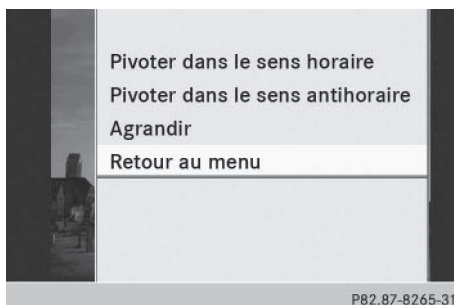 Pivoter dans le sens horaire
Pivoter dans le sens antihoraire
Agrandir
Retour au menu
P82.87-8265-31